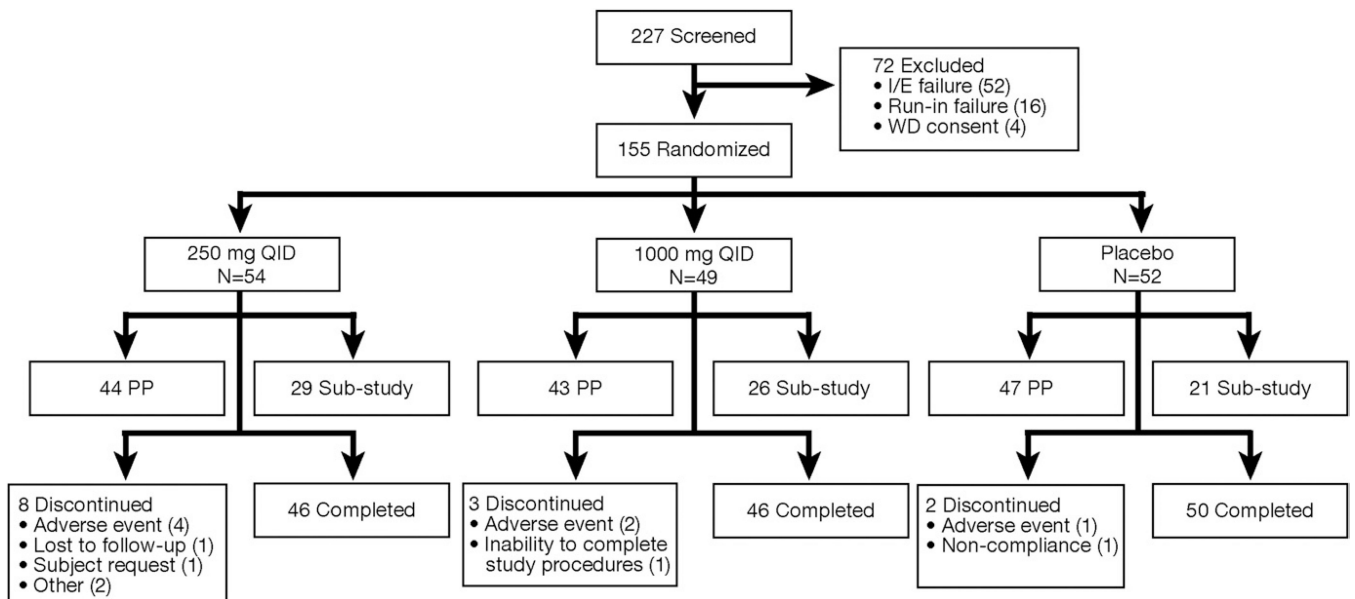 227 Screened
72 Excluded
• I/E failure (52)
• Run-in failure (16)
• WD consent (4)
155 Randomized
250 mg QID
N=54
1000 mg QID
N=49
Placebo
N=52
44 PP
29 Sub-study
43 PP
26 Sub-study
47 PP
21 Sub-study
8 Discontinued
• Adverse event (4)
• Lost to follow-up (1)
• Subject request (1)
• Other (2)
46 Completed
3 Discontinued
• Adverse event (2)
• Inability to complete
study procedures (1)
46 Completed
2 Discontinued
• Adverse event (1)
• Non-compliance (1)
50 Completed